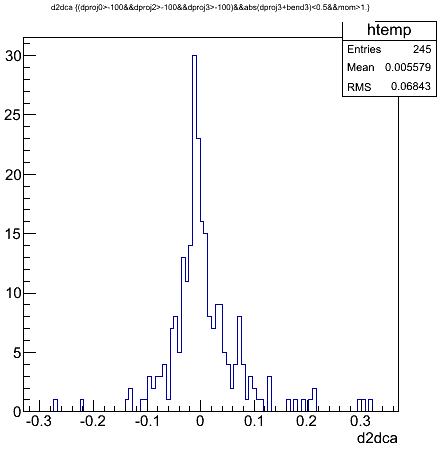 d2dca {(dproj0>-100&&dproj2>-100&&dproj3>-100)&&abs(dproj3+bend3)<0.5&&mom>1.}
htemp
Entries 245
Mean 0.005579
RMS 0.06843
30
25
20
15
10
5
0
-0.3 -0.2 -0.1 0 0.1 0.2 0.3
d2dca